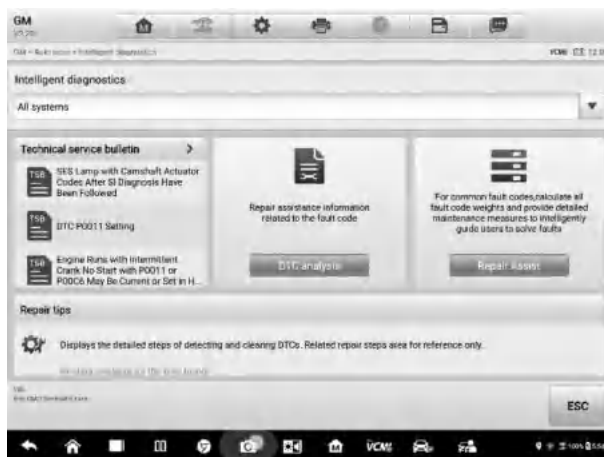 GM
Intelligent diagnostics
All systems
Technical service bulletin >
TSB
SES Lamp with Camshaft Actuator
Codes After SI Diagnosis Have
Been Followed
TSB
DTC P0011 Setting
TSB
Engine Runs with Intermittent
Crank No Start with P0011 or
P00C6 May Be Current or Set in H...
Repair assistance information
related to the fault code
DTC analysis
For common fault codes,calculate all
fault code weights and provide detailed
maintenance measures to intelligently
guide users to solve faults
Repair Assist
Repair tips
Displays the detailed steps of detecting and clearing DTCs. Related repair steps area for reference only.
ESC
VCMI